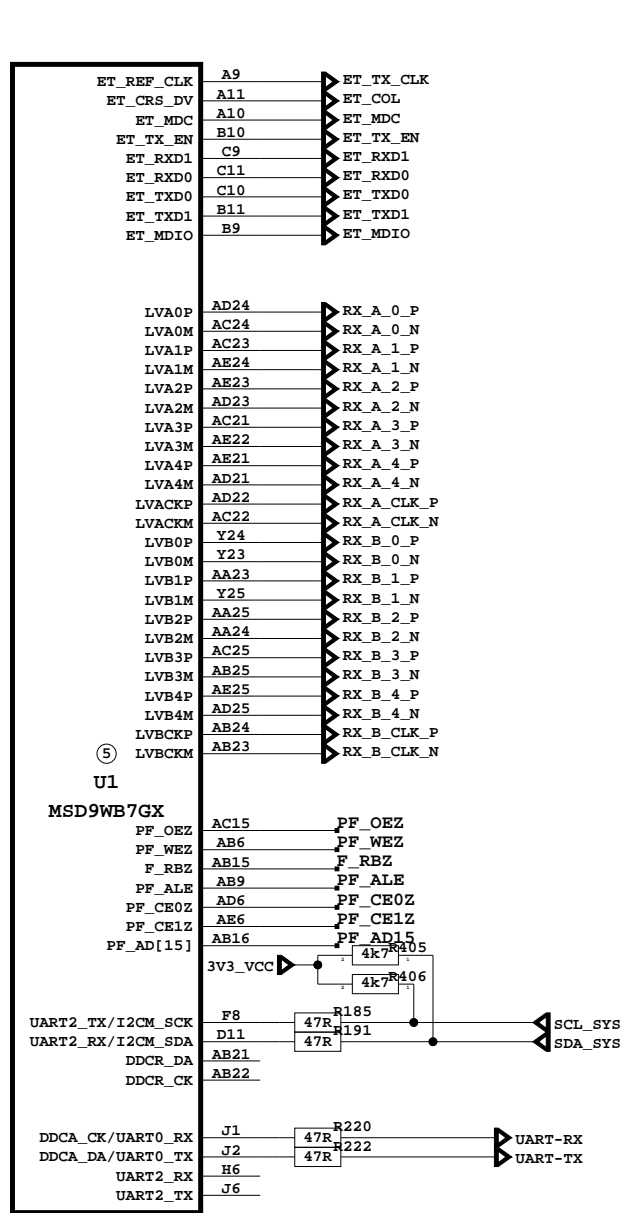 ET_REF_CLK A9 ET_TX_CLK
ET_CRS_DV A11 ET_COL
ET_MDC A10 ET_MDC
ET_TX_EN B10 ET_TX_EN
ET_RXD1 C9 ET_RXD1
ET_RXD0 C11 ET_RXD0
ET_TXD0 C10 ET_TXD0
ET_TXD1 B11 ET_TXD1
ET_MDIO B9 ET_MDIO
LVA0P AD24 RX_A_0_P
LVA0M AC24 RX_A_0_N
LVA1P AC23 RX_A_1_P
LVA1M AE24 RX_A_1_N
LVA2P AE23 RX_A_2_P
LVA2M AD23 RX_A_2_N
LVA3P AC21 RX_A_3_P
LVA3M AE22 RX_A_3_N
LVA4P AE21 RX_A_4_P
LVA4M AD21 RX_A_4_N
LVACKP AD22 RX_A_CLK_P
LVACKM AC22 RX_A_CLK_N
LVB0P Y24 RX_B_0_P
LVB0M Y23 RX_B_0_N
LVB1P AA23 RX_B_1_P
LVB1M Y25 RX_B_1_N
LVB2P AA25 RX_B_2_P
LVB2M AA24 RX_B_2_N
LVB3P AC25 RX_B_3_P
LVB3M AB25 RX_B_3_N
LVB4P AE25 RX_B_4_P
LVB4M AD25 RX_B_4_N
LVBCKP AB24 RX_B_CLK_P
5 LVBCKM AB23 RX_B_CLK_N
U1
MSD9WB7GX
PF_OEZ AC15 PF_OEZ
PF_WEZ AB6 PF_WEZ
F_RBZ AB15 F_RBZ
PF_ALE AB9 PF_ALE
PF_CE0Z AD6 PF_CE0Z
PF_CE1Z AE6 PF_CE1Z
PF_AD[15] AB16 PF_AD15
2 4k7 1 R405
3V3_VCC
2 4k7 1 R406
UART2_TX/I2CM_SCK F8 47R R185 SCL_SYS
UART2_RX/I2CM_SDA D11 47R R191 SDA_SYS
DDCR_DA AB21
DDCR_CK AB22
DDCA_CK/UART0_RX J1 47R R220 UART-RX
DDCA_DA/UART0_TX J2 47R R222 UART-TX
UART2_RX H6
UART2_TX J6